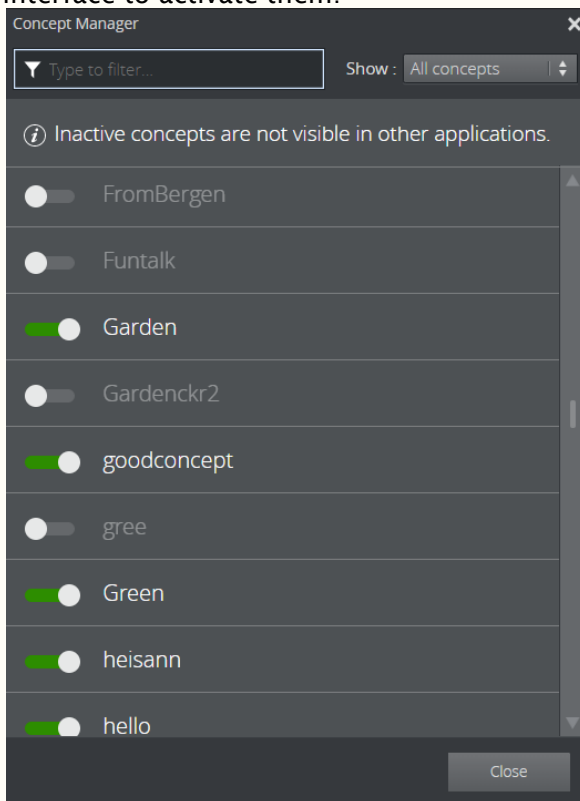 interface to activate them.
Concept Manager
Type to filter... Show : All concepts
Inactive concepts are not visible in other applications.
FromBergen
Funtalk
Garden
Gardenckr2
goodconcept
gree
Green
heisann
hello
Close